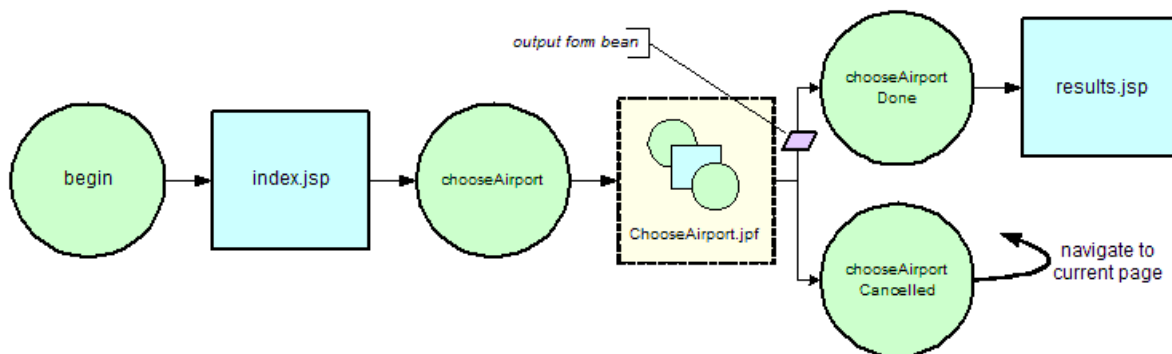 output form bean
begin
index.jsp
chooseAirport
ChooseAirport.jpf
chooseAirport
Done
results.jsp
chooseAirport
Cancelled
navigate to
current page